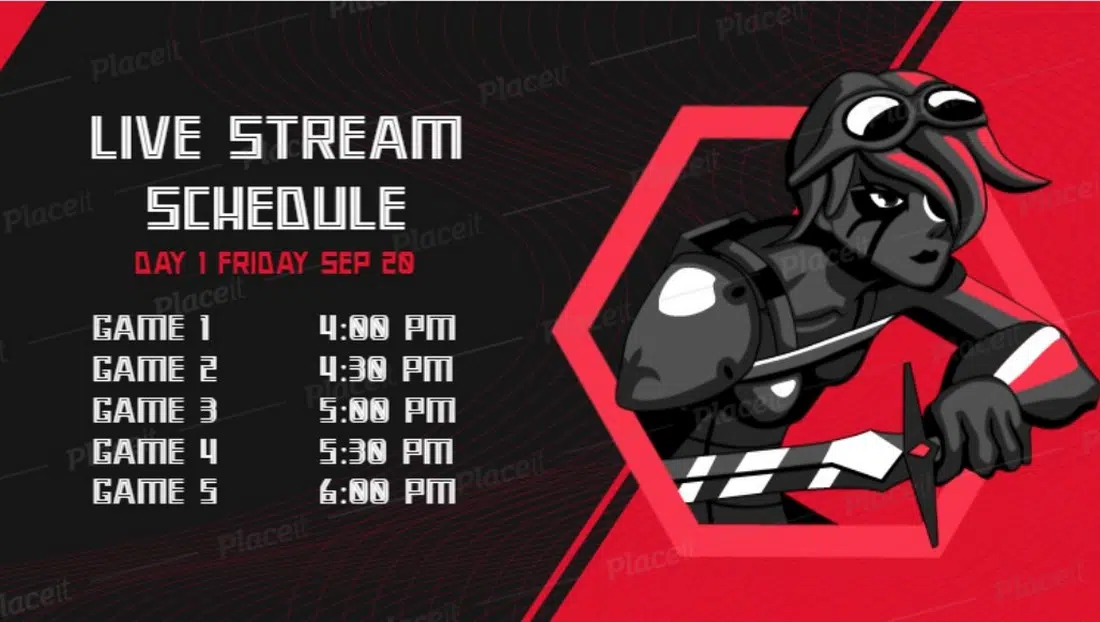 LIVE STREAM
SCHEDULE
DAY 1 FRIDAY SEP 20
GAME 1 4:00 PM
GAME 2 4:30 PM
GAME 3 5:00 PM
GAME 4 5:30 PM
GAME 5 6:00 PM
Placeit